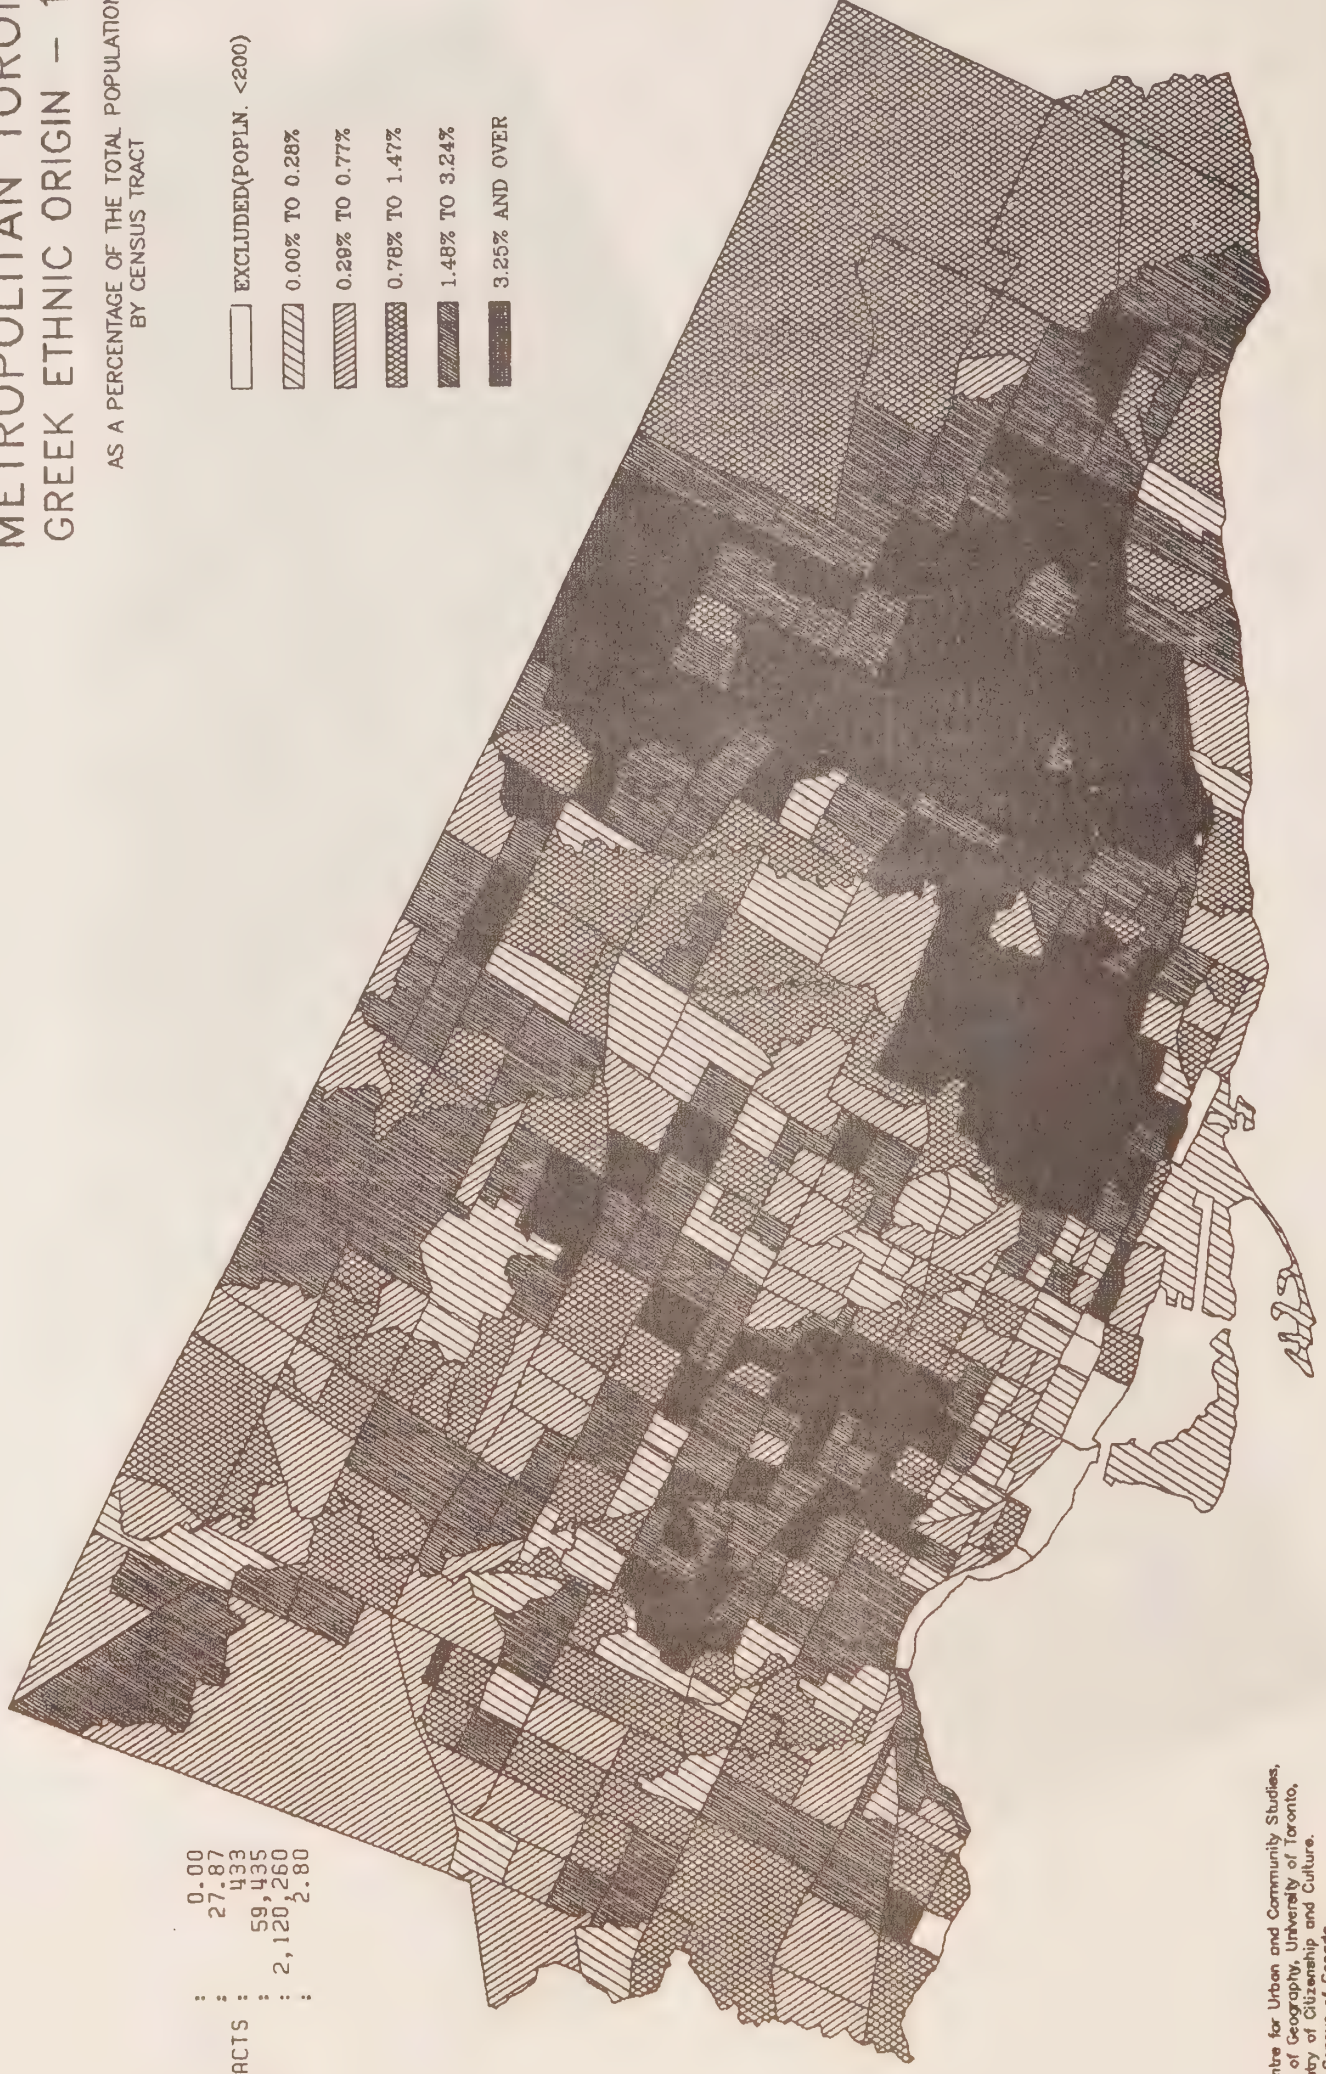 METROPOLITAN
GREEK ETHNIC ORIGIN –
AS A PERCENTAGE OF THE TOTAL POPULATION
BY CENSUS TRACT
EXCLUDED(POPLN. <200)
0.00% TO 0.28%
0.29% TO 0.77%
0.78% TO 1.47%
1.48% TO 3.24%
3.25% AND OVER
: 0.00
: 27.87
ACTS : 433
: 59,435
: 2,120,260
: 2.80
ntre for Urban and Community Studies,
of Geography, University of Toronto,
try of Citizenship and Culture.